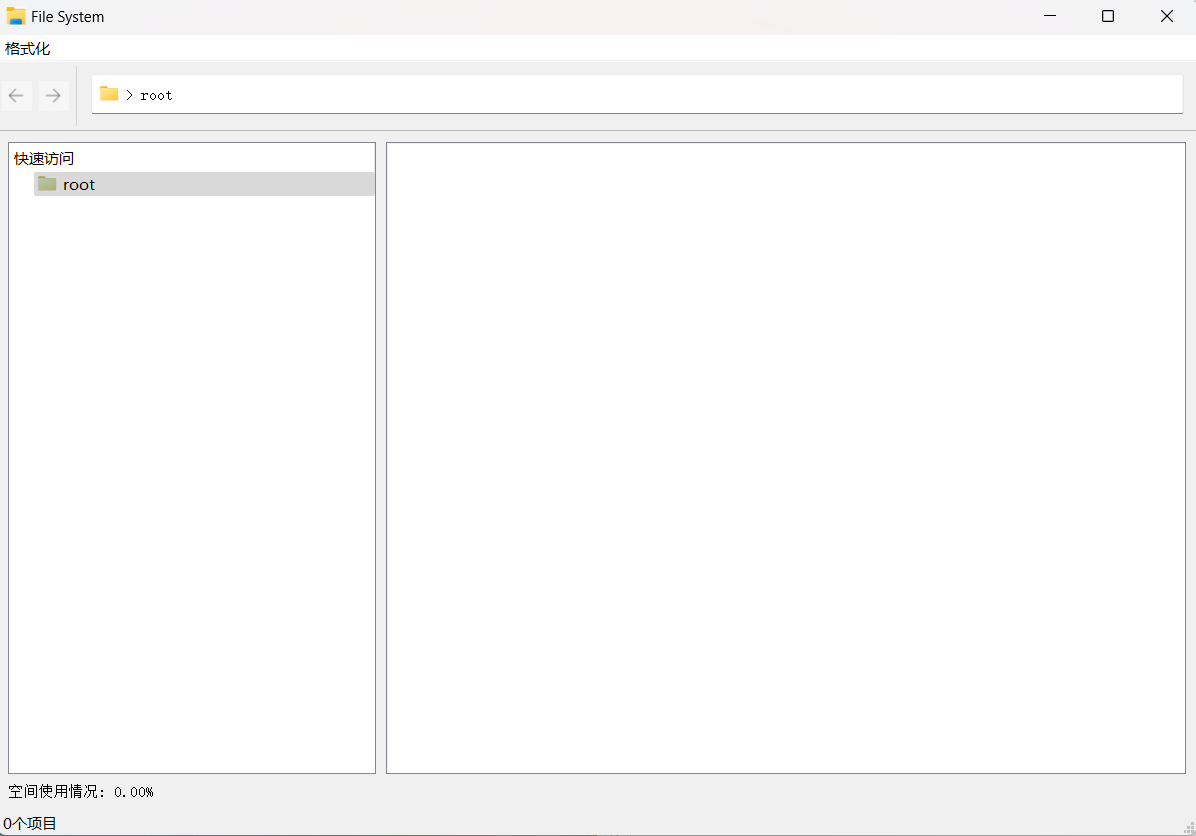 File System
格式化
> root
快速访问
root
空间使用情况: 0.00%
0个项目